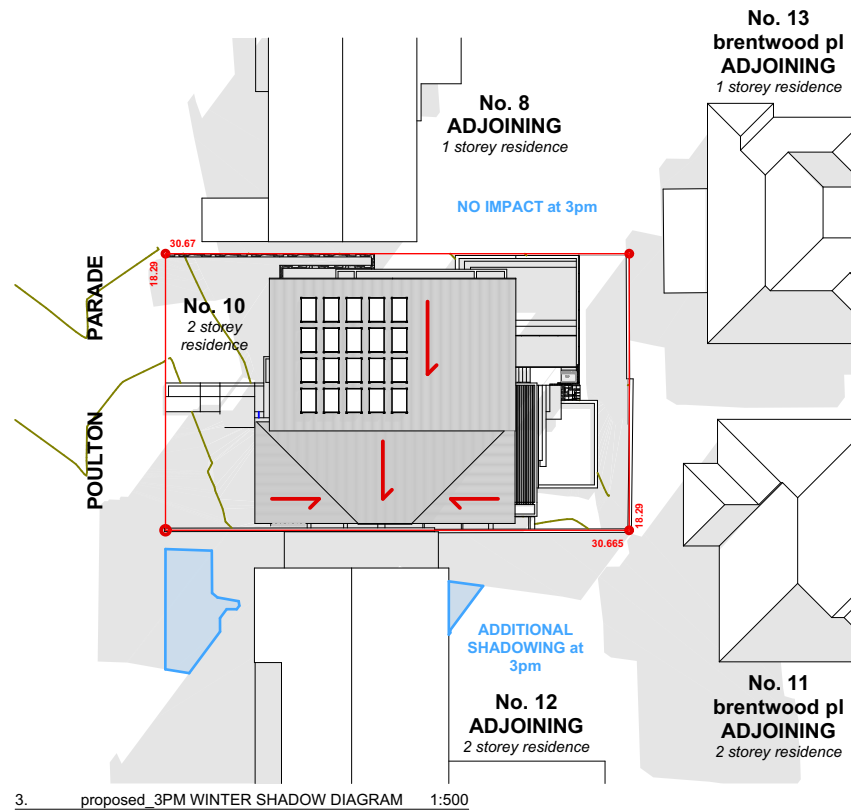 No. 13
brentwood pl
ADJOINING
1 storey residence
No. 8
ADJOINING
1 storey residence
NO IMPACT at 3pm
30.67
18.29
PARADE
No. 10
2 storey
residence
POULTON
18.29
30.665
ADDITIONAL
SHADOWING at
3pm
No. 12
ADJOINING
2 storey residence
No. 11
brentwood pl
ADJOINING
2 storey residence
3. proposed_3PM WINTER SHADOW DIAGRAM 1:500